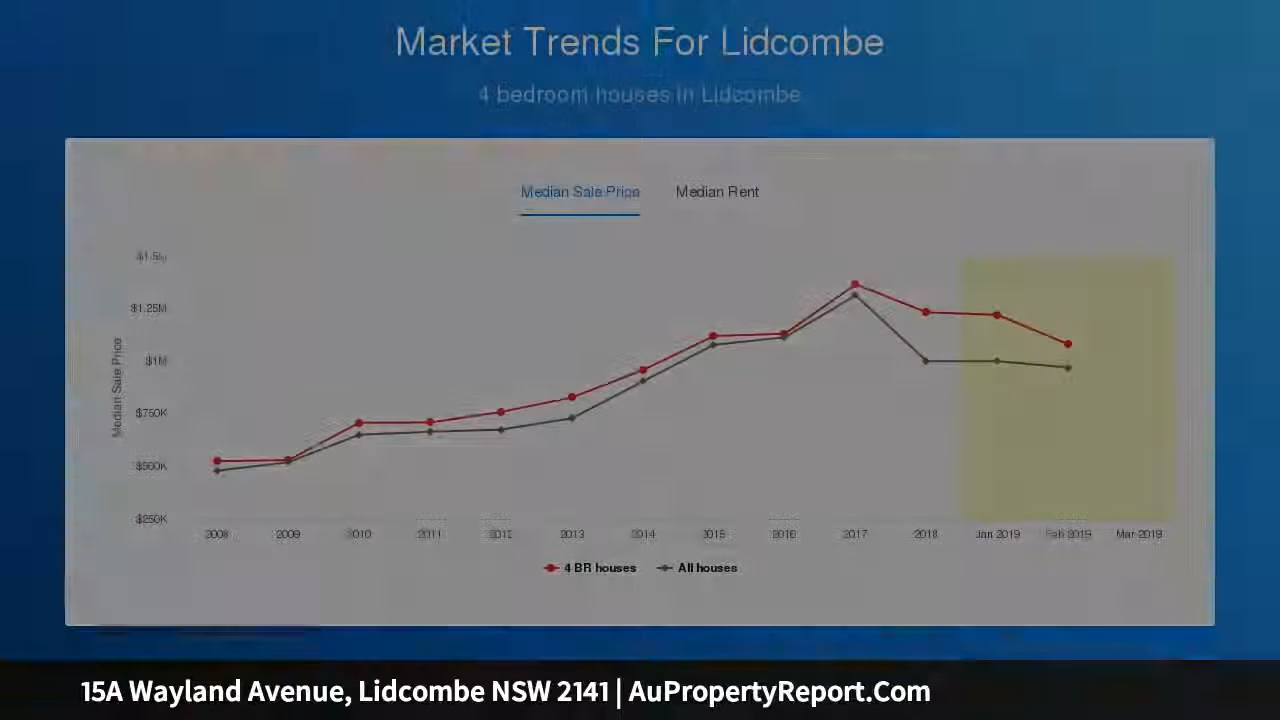 Market Trends For Lidcombe
4 bedroom houses in Lidcombe
Median Sale Price Median Rent
$1.5M
$1.25M
$1M
$750K
$500K
$250K
Median Sale Price
2008 2009 2010 2011 2012 2013 2014 2015 2016 2017 2018 Jan 2019 Feb 2019 Mar 2019
4 BR houses All houses
15A Wayland Avenue, Lidcombe NSW 2141 | AuPropertyReport.Com